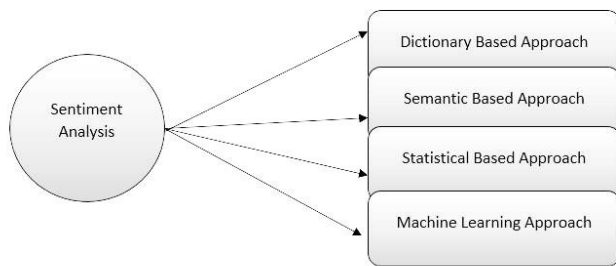 Sentiment
Analysis
Dictionary Based Approach
Semantic Based Approach
Statistical Based Approach
Machine Learning Approach